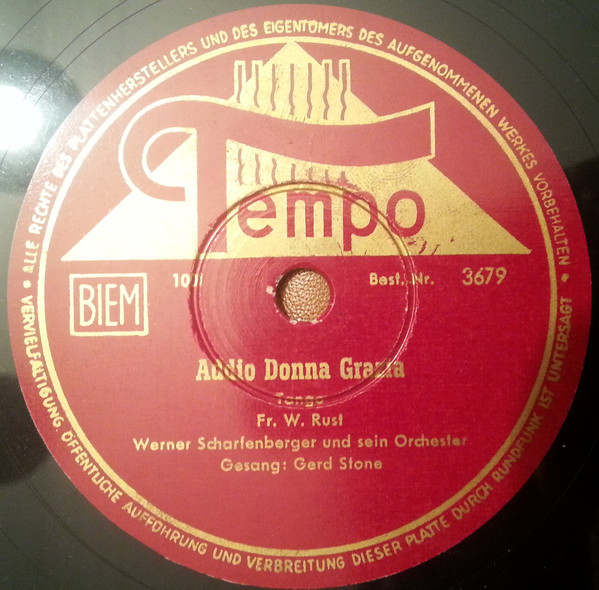 ALLE RECHTE DES PLATTENHERSTELLERS UND DES EIGENTÜMERS DES AUFGENOMMENEN WERKES VORBEHALTEN
Tempo
BIEM
Best. Nr. 3679
Addio Donna Grazia
Tango
Fr. W. Rust
Werner Scharfenberger und sein Orchester
Gesang: Gerd Stone
VERVIELFÄLTIGUNG, ÖFFENTLICHE AUFFÜHRUNG UND VERBREITUNG DIESER PLATTE DURCH RUNDFUNK IST UNTERSAGT